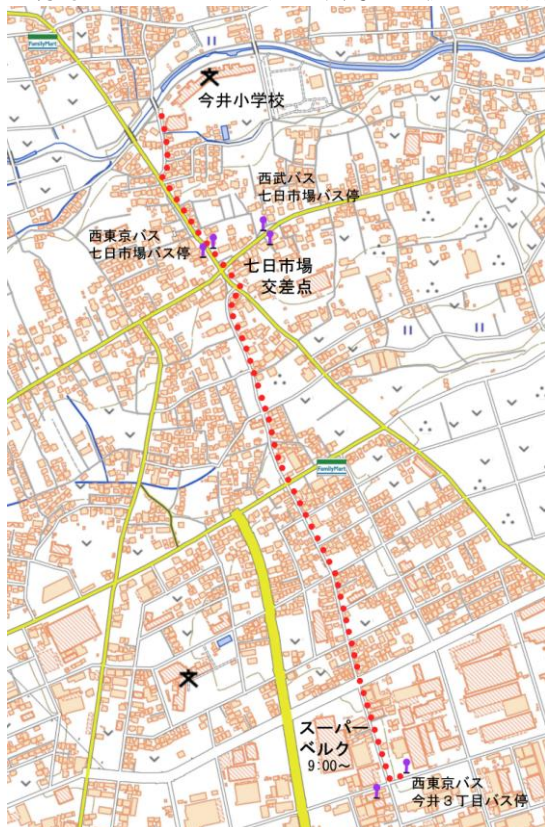 FamilyMart
今井小学校
西武バス
七日市場バス停
西東京バス
七日市場バス停
七日市場
交差点
FamilyMart
スーパー
ベルク
9:00～
西東京バス
今井3丁目バス停